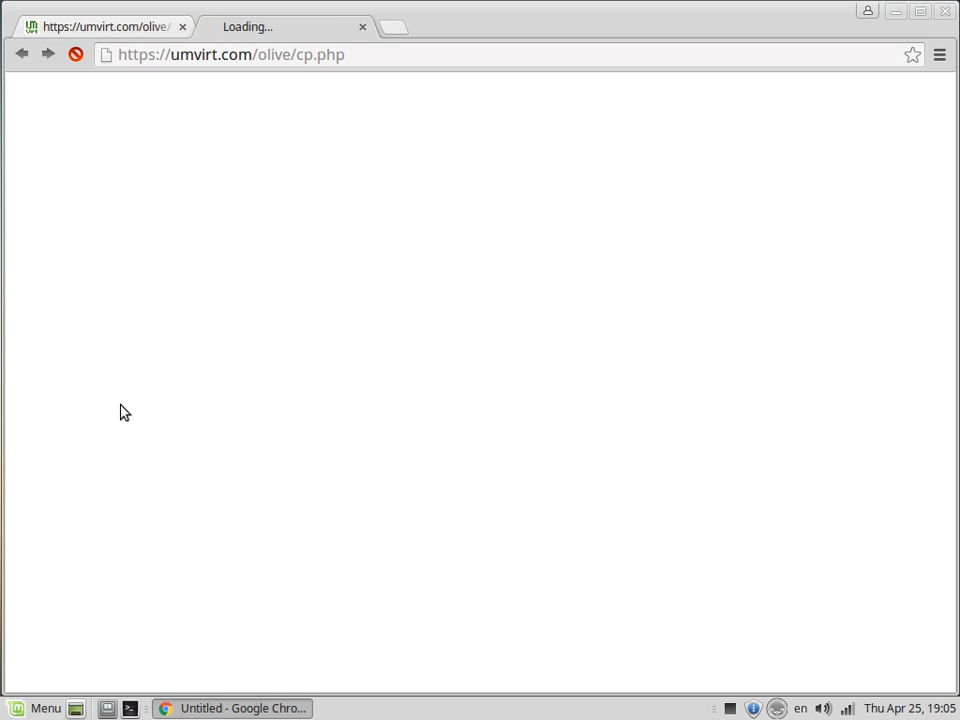 https://umvirt.com/olive/
Loading...
https://umvirt.com/olive/cp.php
Menu
Untitled - Google Chro...
en
Thu Apr 25, 19:05